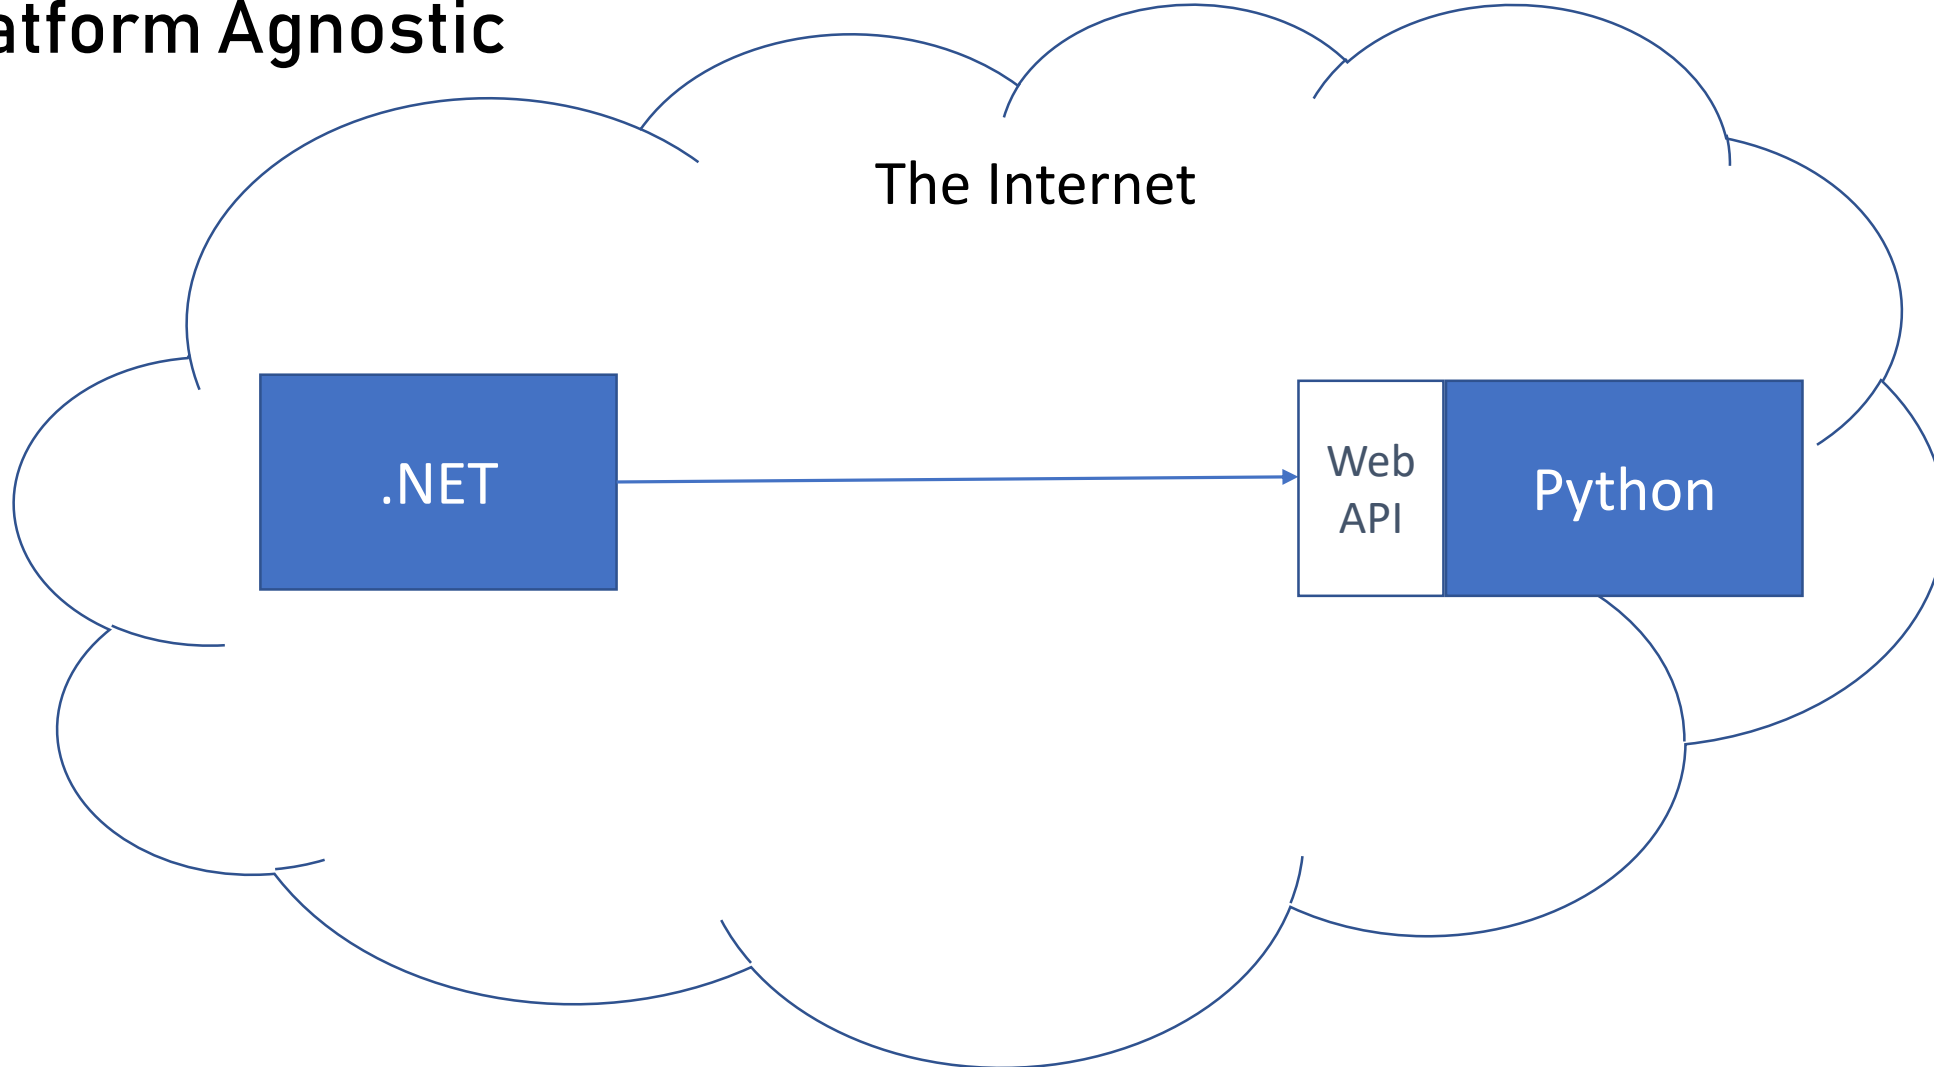 atform Agnostic
The Internet
.NET
Web
API
Python